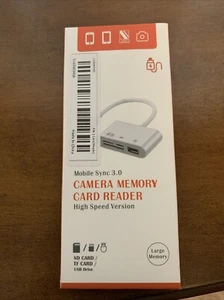 Mobile Sync 3.0
CAMERA MEMORY
CARD READER
High Speed Version
SD CARD /
TF CARD /
USB Drive
Large
Memory